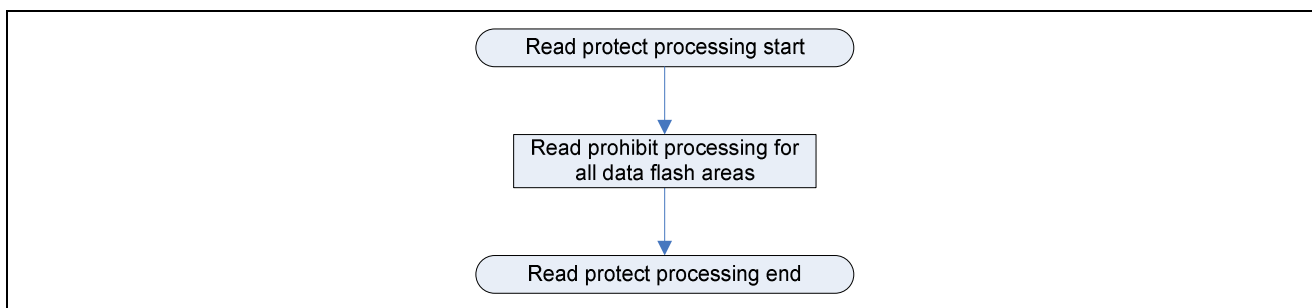 Read protect processing start
Read prohibit processing for
all data flash areas
Read protect processing end